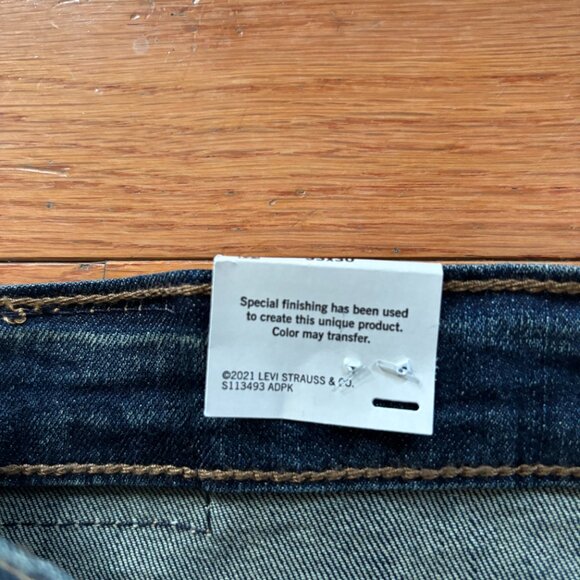 Special finishing has been used
to create this unique product.
Color may transfer.
©2021 LEVI STRAUSS & CO.
S113493 ADPK